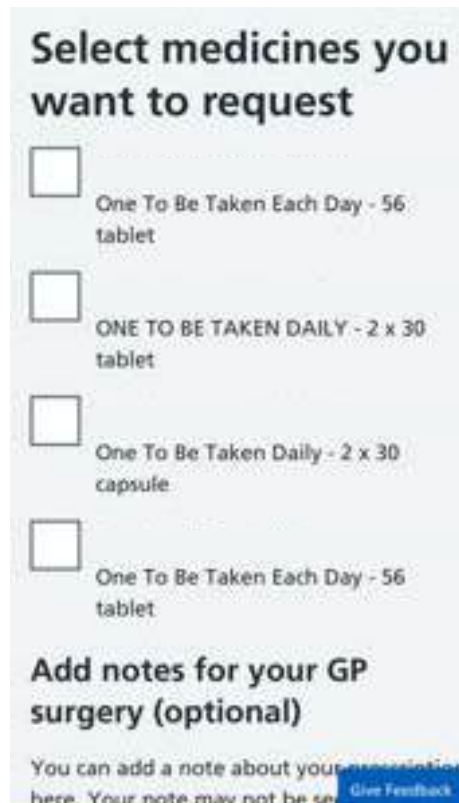 Select medicines you
want to request
One To Be Taken Each Day - 56
tablet
ONE TO BE TAKEN DAILY - 2 x 30
tablet
One To Be Taken Daily - 2 x 30
capsule
One To Be Taken Each Day - 56
tablet
Add notes for your GP
surgery (optional)
You can add a note about your
here. Your note may not be
Give Feedback